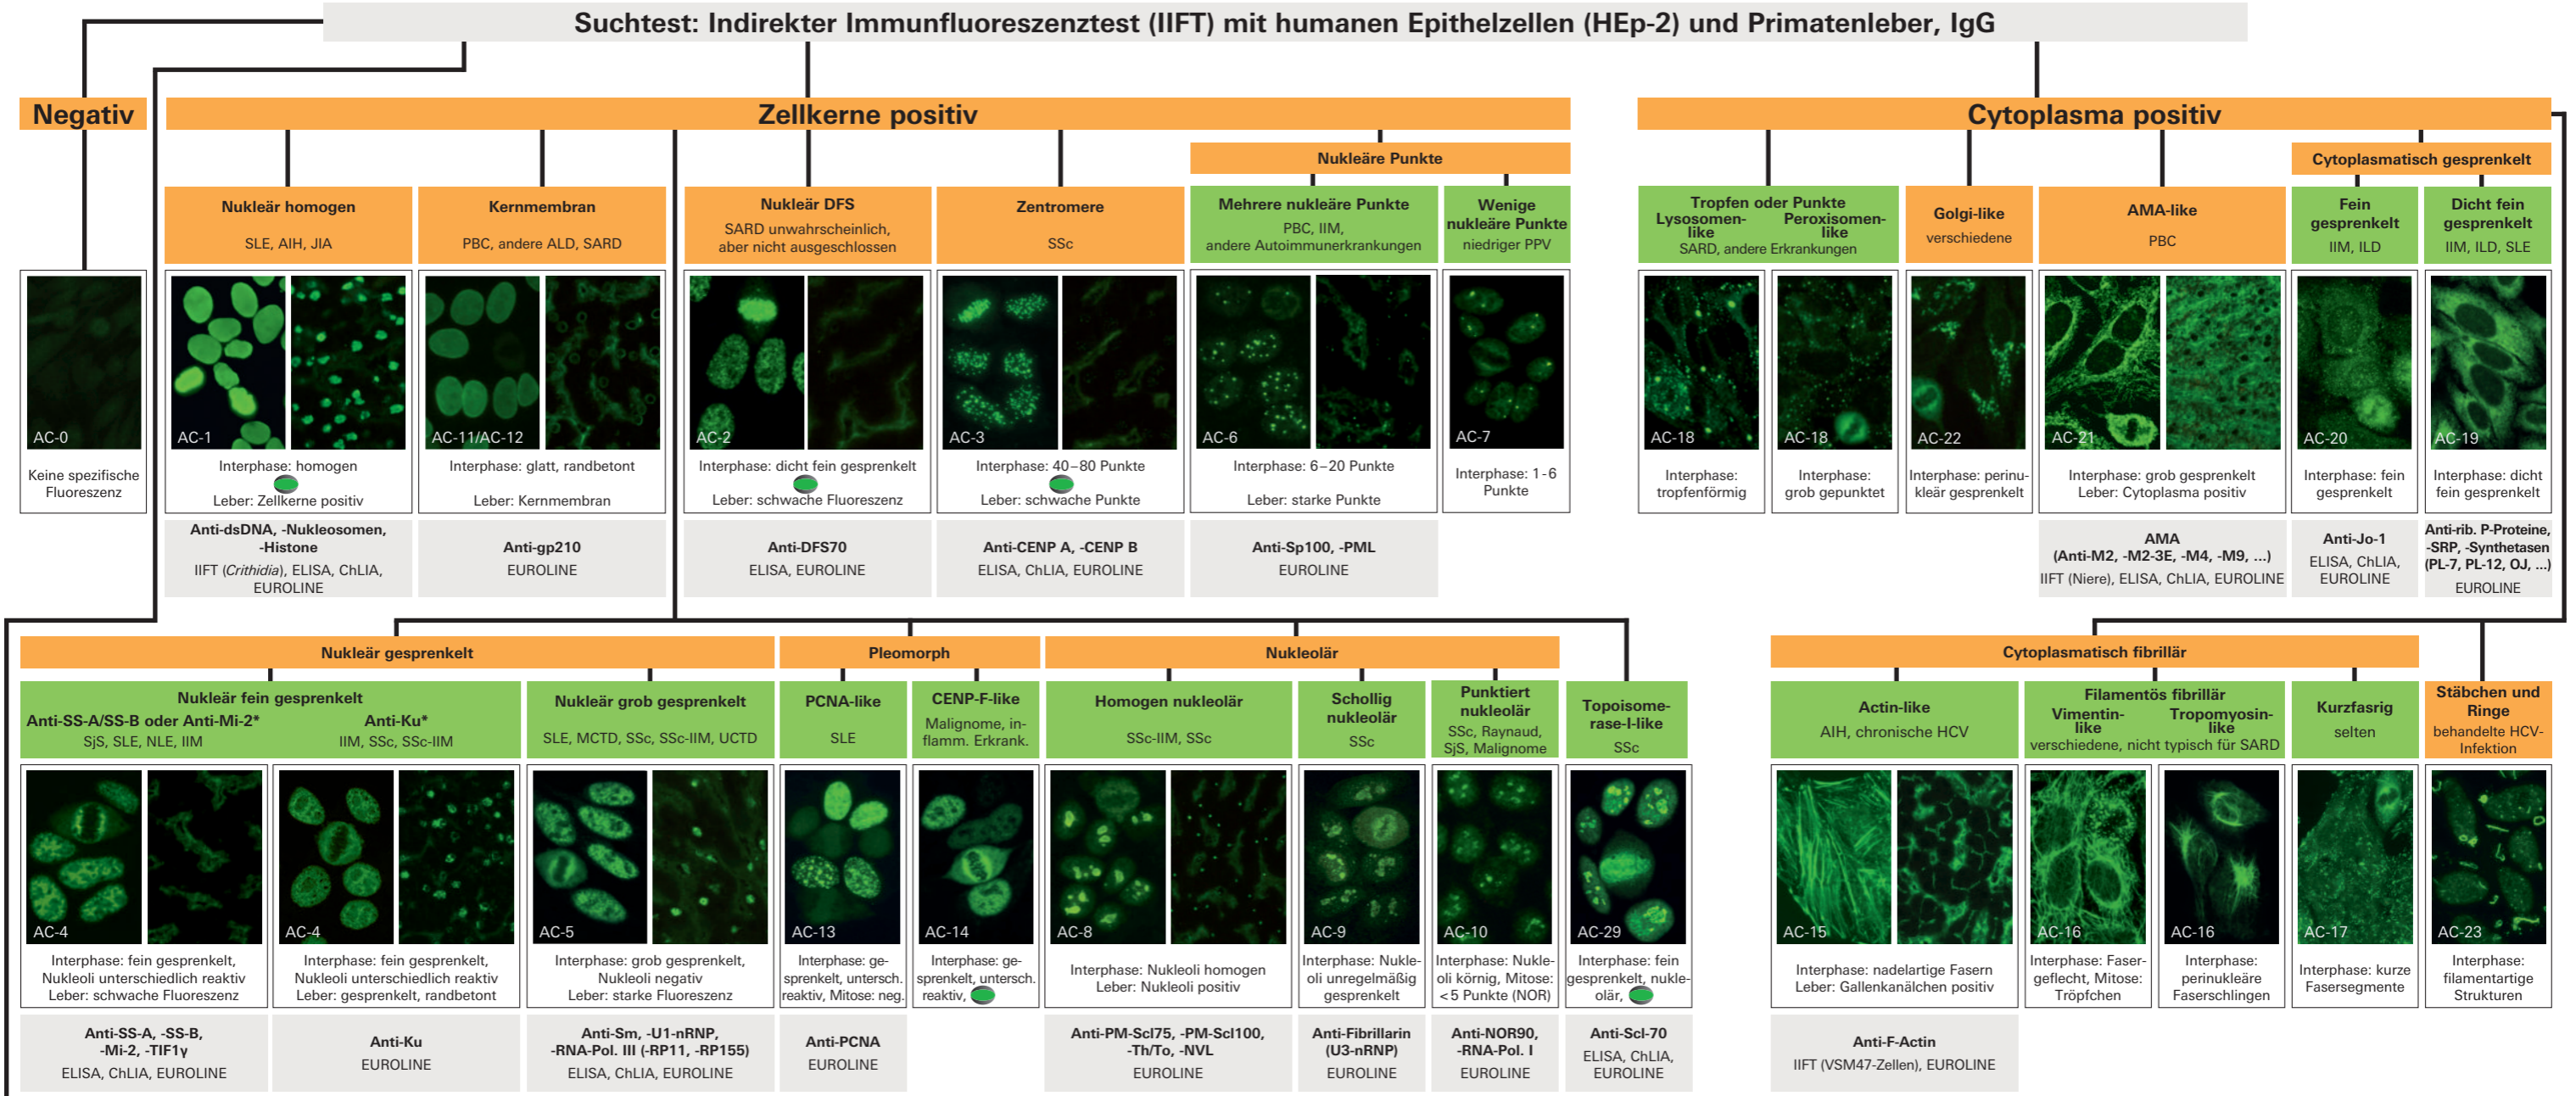 Suchtest: Indirekter Immunfluoreszenztest (IIFT) mit humanen Epithelzellen (HEp-2) und Primatenleber, IgG
Negativ
AC-0
Keine spezifische
Fluoreszenz
Zellkerne positiv
Nukleär homogen
SLE, AIH, JIA
AC-1
Interphase: homogen
Leber: Zellkerne positiv
Anti-dsDNA, -Nukleosomen,
-Histone
IIFT (Crithidia), ELISA, ChLIA,
EUROLINE
Kernmembran
PBC, andere ALD, SARD
AC-11/AC-12
Interphase: glatt, randbetont
Leber: Kernmembran
Anti-gp210
EUROLINE
Nukleär DFS
SARD unwahrscheinlich,
aber nicht ausgeschlossen
AC-2
Interphase: dicht fein gesprenkelt
Leber: schwache Fluoreszenz
Anti-DFS70
ELISA, EUROLINE
Zentromere
SSc
AC-3
Interphase: 40–80 Punkte
Leber: schwache Punkte
Anti-CENP A, -CENP B
ELISA, ChLIA, EUROLINE
Nukleäre Punkte
Mehrere nukleäre Punkte
PBC, IIM,
andere Autoimmunerkrankungen
AC-6
Interphase: 6–20 Punkte
Leber: starke Punkte
Anti-Sp100, -PML
EUROLINE
Wenige
nukleäre Punkte
niedriger PPV
AC-7
Interphase: 1-6
Punkte
Cytoplasma positiv
Tropfen oder Punkte
Lysosomen-
like
Peroxisomen-
like
SARD, andere Erkrankungen
AC-18
Interphase:
tropfenförmig
AC-18
Interphase:
grob gepunktet
Golgi-like
verschiedene
AC-22
Interphase: perinu-
kleär gesprenkelt
AMA-like
PBC
AC-21
Interphase: grob gesprenkelt
Leber: Cytoplasma positiv
AMA
(Anti-M2, -M2-3E, -M4, -M9, ...)
IIFT (Niere), ELISA, ChLIA, EUROLINE
Cytoplasmatisch gesprenkelt
Fein
gesprenkelt
IIM, ILD
AC-20
Interphase: fein
gesprenkelt
Anti-Jo-1
ELISA, ChLIA,
EUROLINE
Dicht fein
gesprenkelt
IIM, ILD, SLE
AC-19
Interphase: dicht
fein gesprenkelt
Anti-rib. P-Proteine,
-SRP, -Synthetasen
(PL-7, PL-12, OJ, ...)
EUROLINE
Nukleär gesprenkelt
Nukleär fein gesprenkelt
Anti-SS-A/SS-B oder Anti-Mi-2*
SjS, SLE, NLE, IIM
Anti-Ku*
IIM, SSc, SSc-IIM
AC-4
Interphase: fein gesprenkelt,
Nukleoli unterschiedlich reaktiv
Leber: schwache Fluoreszenz
Anti-SS-A, -SS-B,
-Mi-2, -TIF1γ
ELISA, ChLIA, EUROLINE
AC-4
Interphase: fein gesprenkelt,
Nukleoli unterschiedlich reaktiv
Leber: gesprenkelt, randbetont
Anti-Ku
EUROLINE
Nukleär grob gesprenkelt
SLE, MCTD, SSc, SSc-IIM, UCTD
AC-5
Interphase: grob gesprenkelt,
Nukleoli negativ
Leber: starke Fluoreszenz
Anti-Sm, -U1-nRNP,
-RNA-Pol. III (-RP11, -RP155)
ELISA, ChLIA, EUROLINE
Pleomorph
PCNA-like
SLE
AC-13
Interphase: ge-
sprenkelt, untersch.
reaktiv, Mitose: neg.
Anti-PCNA
EUROLINE
CENP-F-like
Malignome, in-
flamm. Erkrank.
AC-14
Interphase: ge-
sprenkelt, untersch.
reaktiv,
Nukleolär
Homogen nukleolär
SSc-IIM, SSc
AC-8
Interphase: Nukleoli homogen
Leber: Nukleoli positiv
Anti-PM-Scl75, -PM-Scl100,
-Th/To, -NVL
EUROLINE
Schollig
nukleolär
SSc
AC-9
Interphase: Nukle-
oli unregelmäßig
gesprenkelt
Anti-Fibrillarin
(U3-nRNP)
EUROLINE
Punktiert
nukleolär
SSc, Raynaud,
SjS, Malignome
AC-10
Interphase: Nukle-
oli körnig, Mitose:
<5 Punkte (NOR)
Anti-NOR90,
-RNA-Pol. I
EUROLINE
Topoisome-
rase-I-like
SSc
AC-29
Interphase: fein
gesprenkelt, nukle-
olär,
Anti-Scl-70
ELISA, ChLIA,
EUROLINE
Cytoplasmatisch fibrillär
Actin-like
AIH, chronische HCV
AC-15
Interphase: nadelartige Fasern
Leber: Gallenkanälchen positiv
Anti-F-Actin
IIFT (VSM47-Zellen), EUROLINE
Filamentös fibrillär
Vimentin-
like
Tropomyosin-
like
verschiedene, nicht typisch für SARD
AC-16
Interphase: Faser-
geflecht, Mitose:
Tröpfchen
AC-16
Interphase:
perinukleäre
Faserschlingen
Kurzfasrig
selten
AC-17
Interphase: kurze
Fasersegmente
Stäbchen und
Ringe
behandelte HCV-
Infektion
AC-23
Interphase:
filamentartige
Strukturen